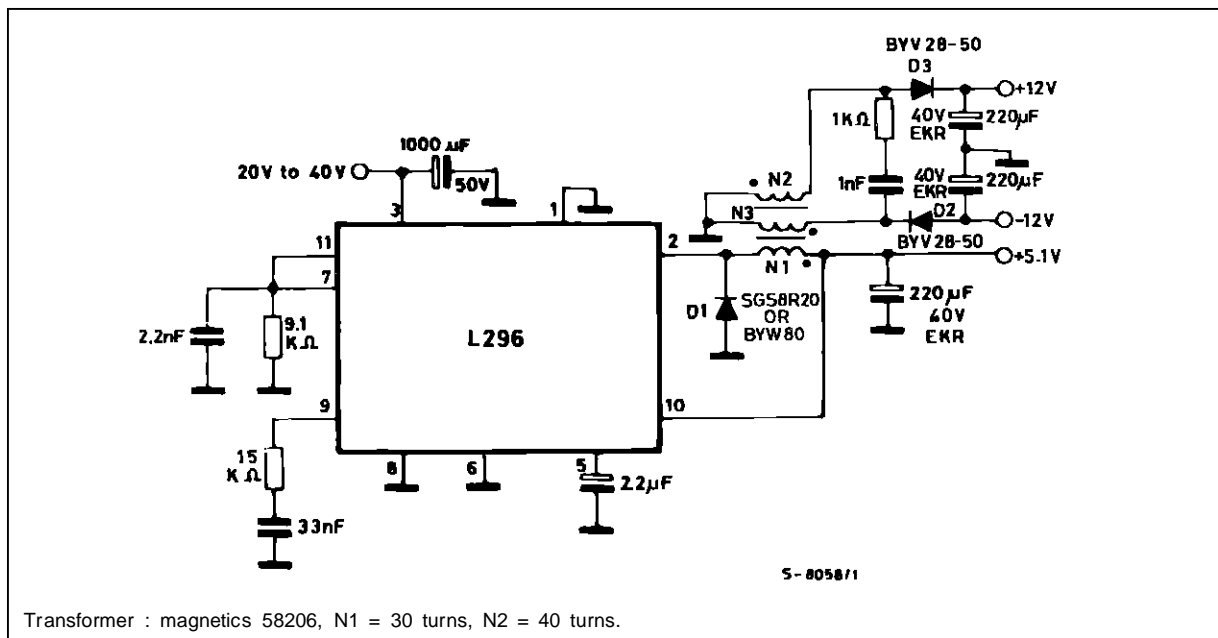 BYV 28-50
D3
+12V
1KΩ
40V
EKR
220µF
1000 µF
50V
20V to 40V
1nF
40V
EKR
220µF
N2
N3
D2
-12V
BYV 28-50
3
1
11
7
2
N1
+5.1V
2.2nF
9.1
KΩ
L296
D1
SGS8R20
OR
BYW80
220µF
40V
EKR
9
10
15
KΩ
33nF
8
6
5
2.2µF
S-8058/1
Transformer : magnetics 58206, N1 = 30 turns, N2 = 40 turns.